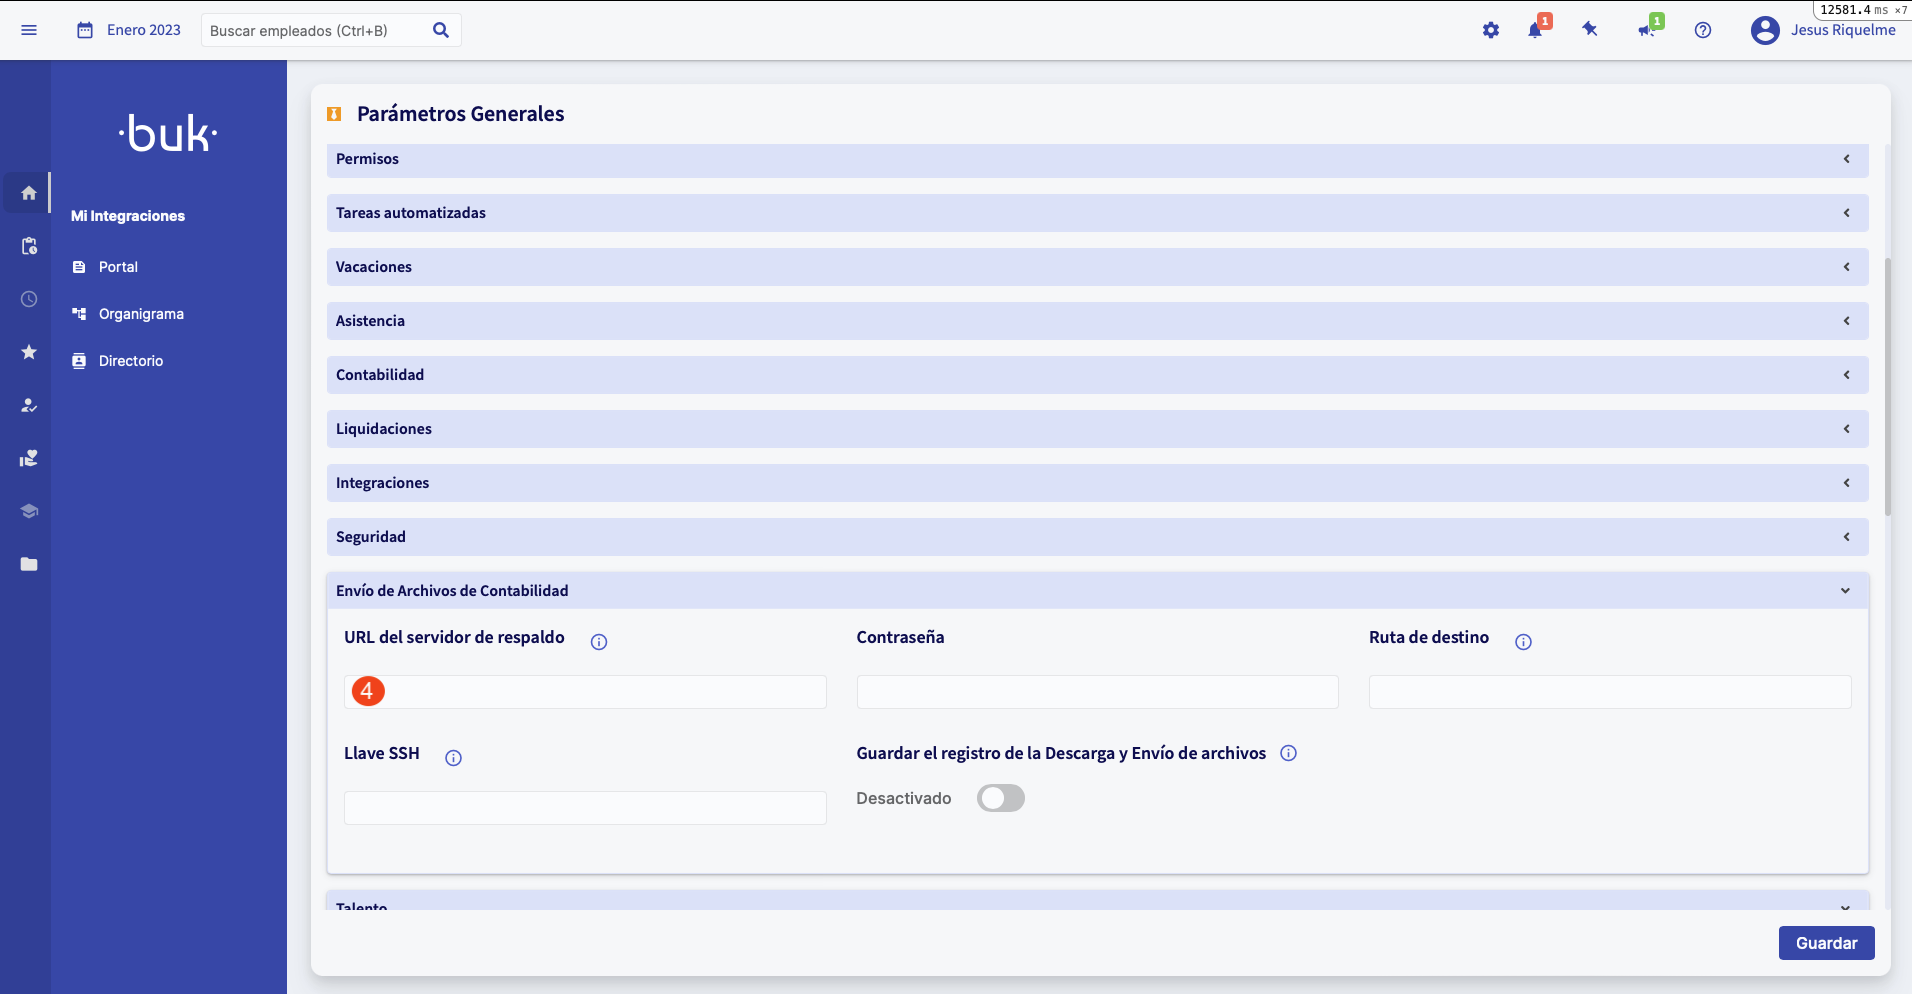 12581.4 ms ×7
Enero 2023
Buscar empleados (Ctrl+B)
1
1
Jesus Riquelme
·buk·
Mi Integraciones
Portal
Organigrama
Directorio
Parámetros Generales
Permisos
Tareas automatizadas
Vacaciones
Asistencia
Contabilidad
Liquidaciones
Integraciones
Seguridad
Envío de Archivos de Contabilidad
URL del servidor de respaldo
Contraseña
Ruta de destino
4
Llave SSH
Guardar el registro de la Descarga y Envío de archivos
Desactivado
Talento
Guardar